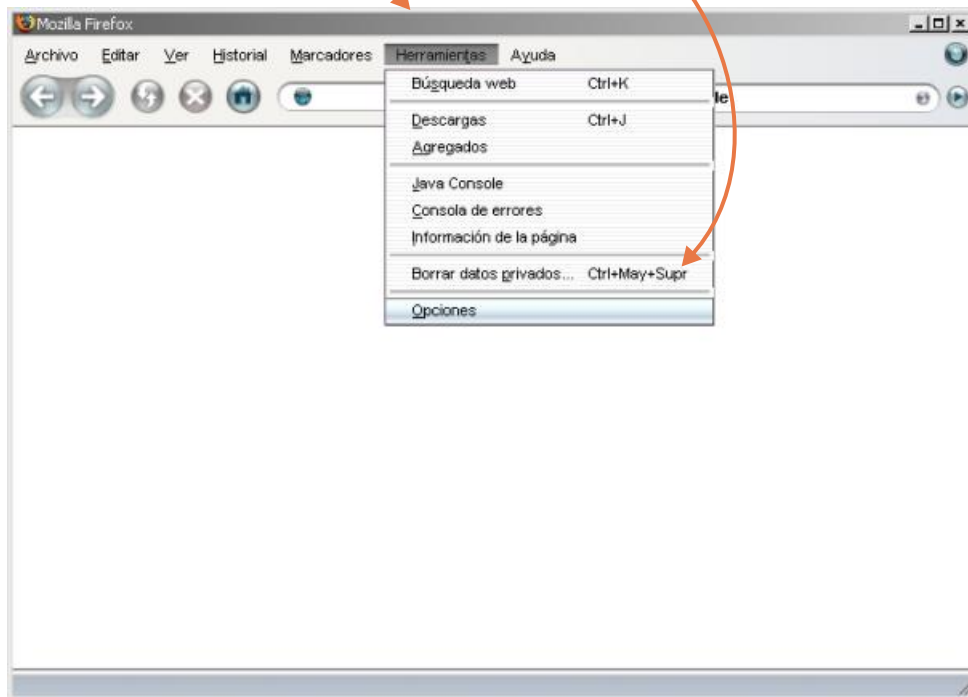 Mozilla Firefox
Archivo Editar Ver Historial Marcadores Herramientas Ayuda
Búsqueda web Ctrl+K
le
Descargas Ctrl+J
Agregados
Java Console
Consola de errores
Información de la página
Borrar datos privados... Ctrl+May+Supr
Opciones